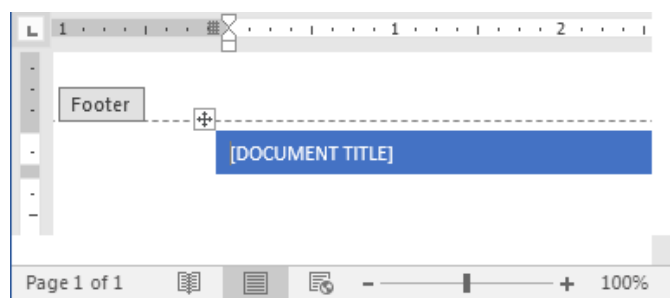 1 1 2
Footer
[DOCUMENT TITLE]
Page 1 of 1 100%